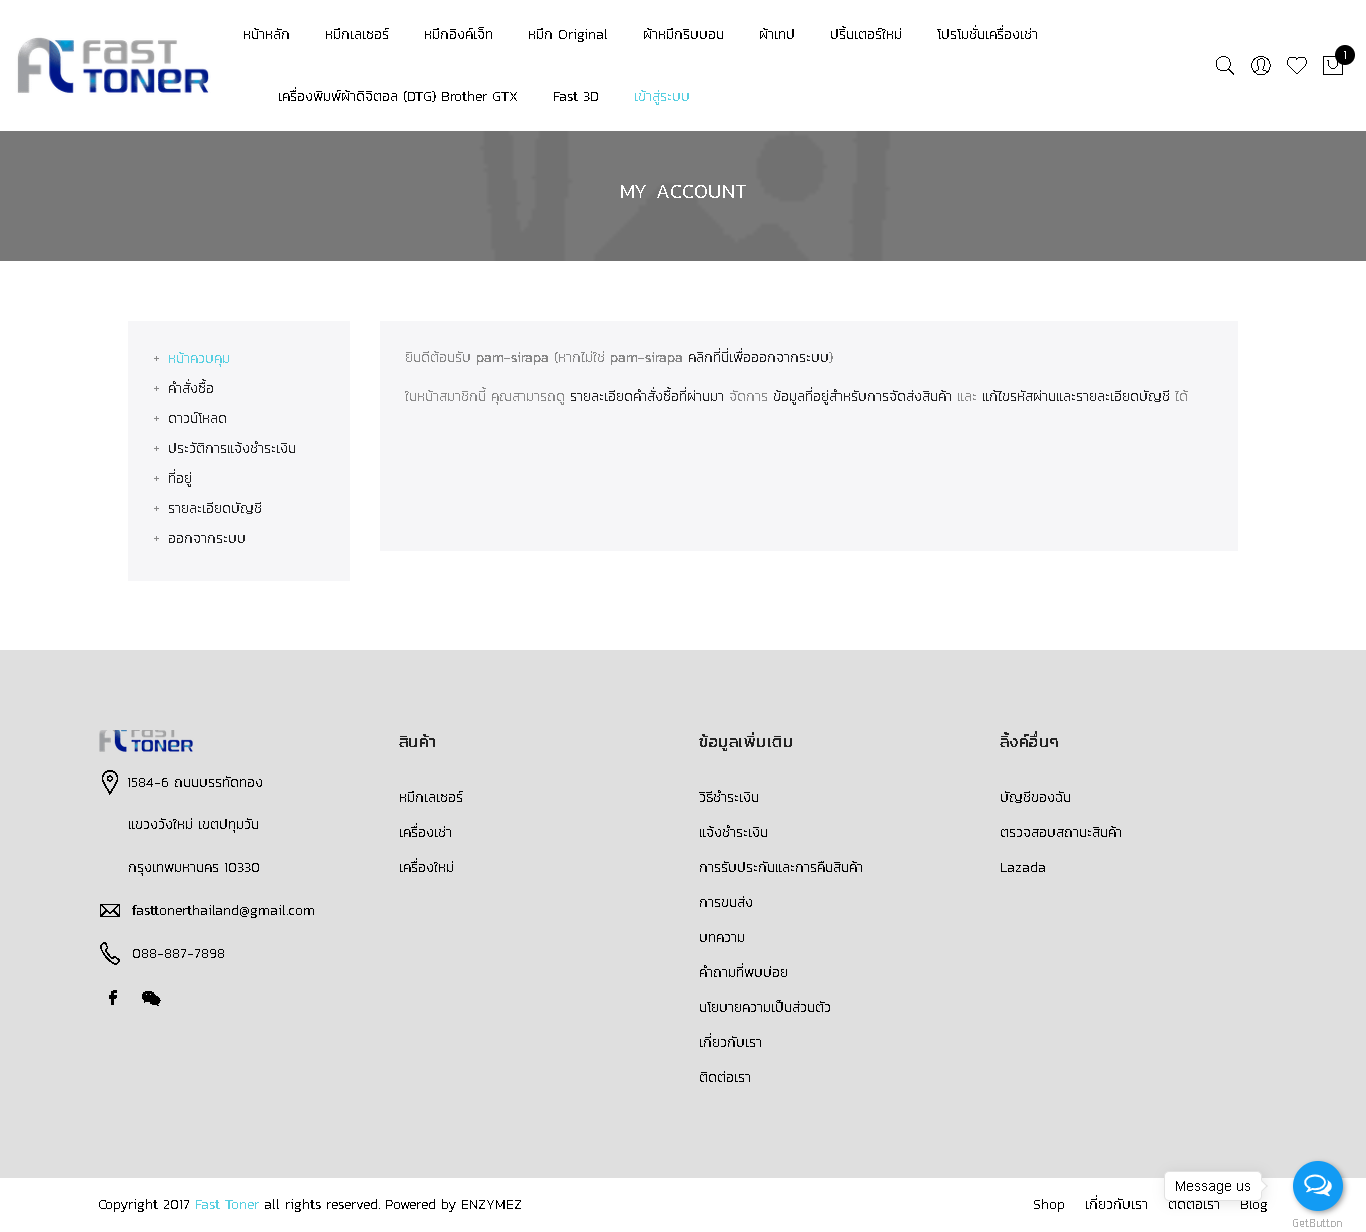 FAST
TONER
หน้าหลัก หมึกเลเซอร์ หมึกอิงค์เจ็ท หมึก Original ผ้าหมึกริบบอน ผ้าเทป ปริ้นเตอร์ใหม่ โปรโมชั่นเครื่องเช่า
1
เครื่องพิมพ์ผ้าดิจิตอล (DTG) Brother GTX Fast 3D เข้าสู่ระบบ
MY ACCOUNT
+ หน้าควบคุม
+ คำสั่งซื้อ
+ ดาวน์โหลด
+ ประวัติการแจ้งชำระเงิน
+ ที่อยู่
+ รายละเอียดบัญชี
+ ออกจากระบบ
ยินดีต้อนรับ pam-sirapa (หากไม่ใช่ pam-sirapa คลิกที่นี่เพื่อออกจากระบบ)
ในหน้าสมาชิกนี้ คุณสามารถดู รายละเอียดคำสั่งซื้อที่ผ่านมา จัดการ ข้อมูลที่อยู่สำหรับการจัดส่งสินค้า และ แก้ไขรหัสผ่านและรายละเอียดบัญชี ได้
FAST
TONER
1584-6 ถนนบรรทัดทอง
แขวงวังใหม่ เขตปทุมวัน
กรุงเทพมหานคร 10330
fasttonerthailand@gmail.com
088-887-7898
สินค้า
หมึกเลเซอร์
เครื่องเช่า
เครื่องใหม่
ข้อมูลเพิ่มเติม
วิธีชำระเงิน
แจ้งชำระเงิน
การรับประกันและการคืนสินค้า
การขนส่ง
บทความ
คำถามที่พบบ่อย
นโยบายความเป็นส่วนตัว
เกี่ยวกับเรา
ติดต่อเรา
ลิ้งค์อื่นๆ
บัญชีของฉัน
ตรวจสอบสถานะสินค้า
Lazada
Copyright 2017 Fast Toner all rights reserved. Powered by ENZYMEZ
Shop เกี่ยวกับเรา ติดต่อเรา Blog
Message us
GetButton